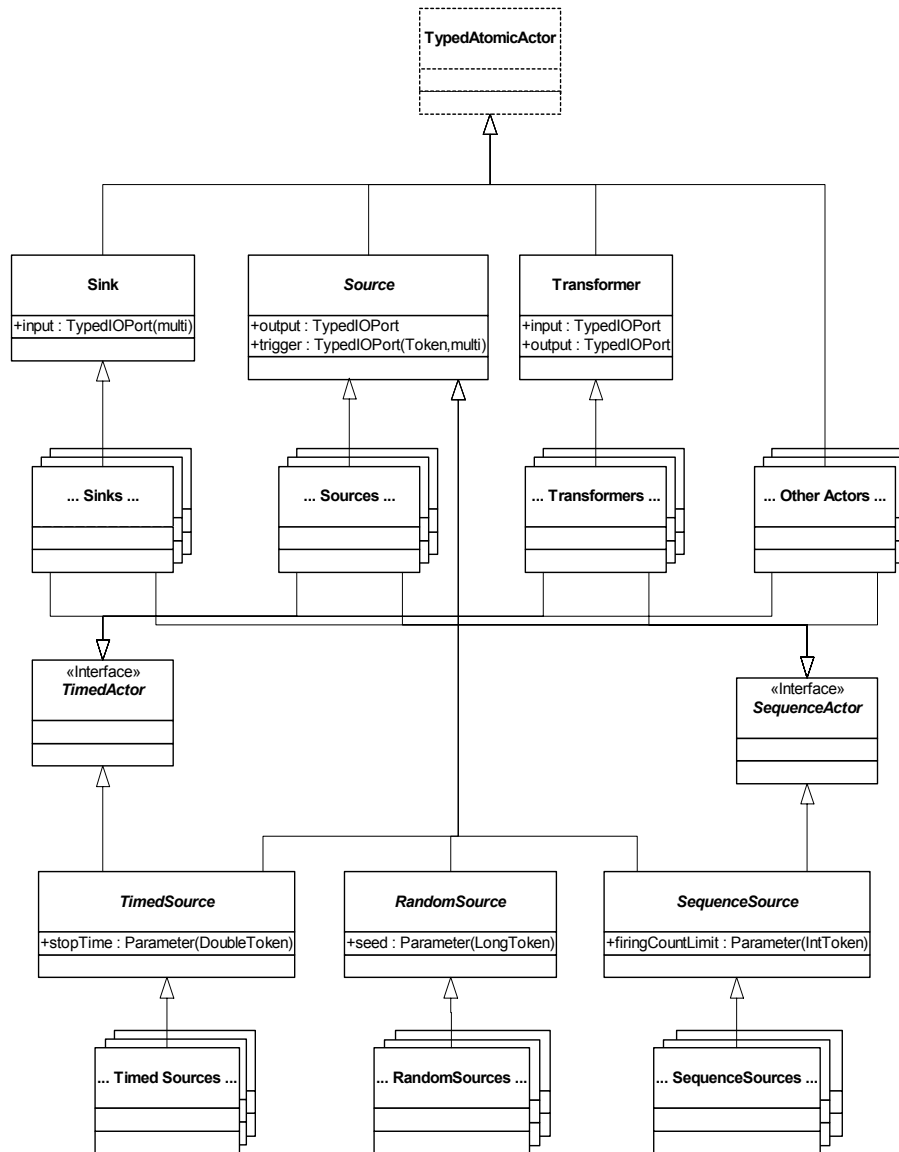 TypedAtomicActor
Sink
Source
Transformer
+input : TypedIOPort(multi)
+output : TypedIOPort
+trigger : TypedIOPort(Token,multi)
+input : TypedIOPort
+output : TypedIOPort
... Sinks ...
... Sources ...
... Transformers ...
... Other Actors ...
«Interface»
TimedActor
«Interface»
SequenceActor
TimedSource
RandomSource
SequenceSource
+stopTime : Parameter(DoubleToken)
+seed : Parameter(LongToken)
+firingCountLimit : Parameter(IntToken)
... Timed Sources ...
... RandomSources ...
... SequenceSources ...